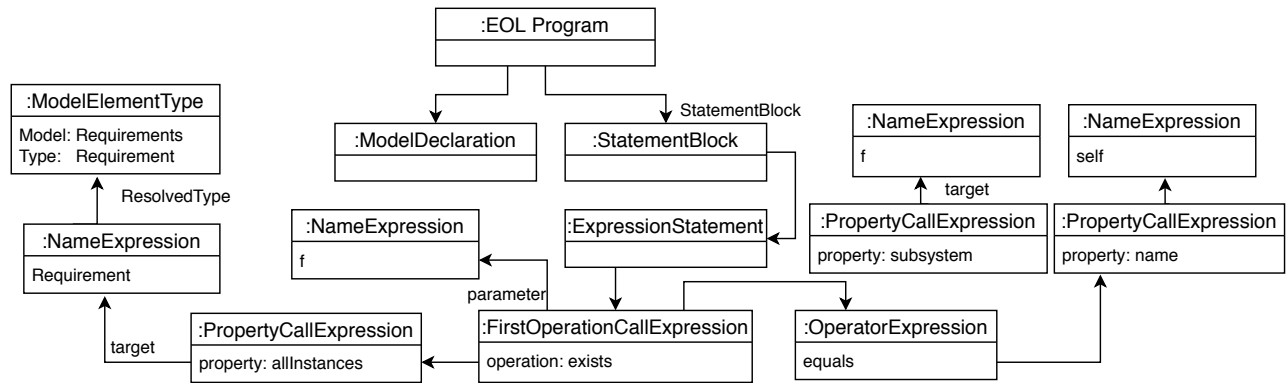 :EOL Program
:ModelElementType
Model: Requirements
Type: Requirement
ResolvedType
:NameExpression
Requirement
target
:PropertyCallExpression
property: allInstances
:ModelDeclaration
StatementBlock
:StatementBlock
:NameExpression
f
parameter
:ExpressionStatement
:FirstOperationCallExpression
operation: exists
:OperatorExpression
equals
:NameExpression
f
target
:PropertyCallExpression
property: subsystem
:NameExpression
self
:PropertyCallExpression
property: name